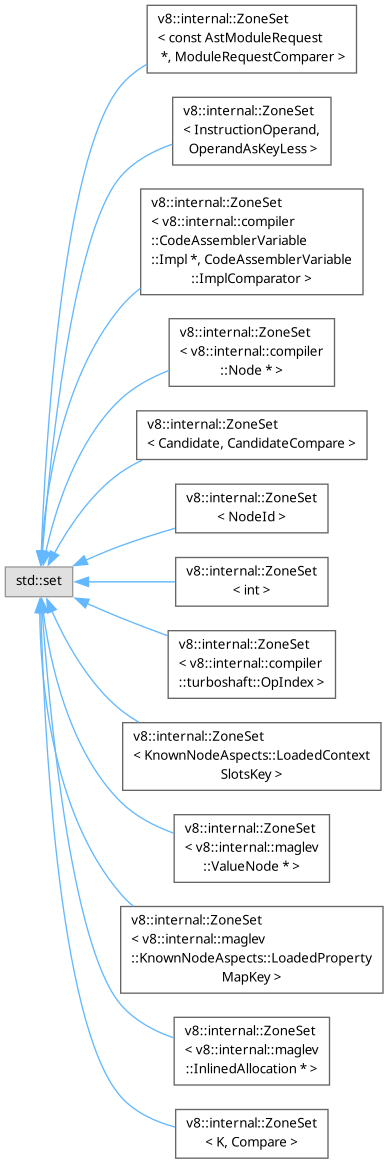 v8::internal::ZoneSet
< const AstModuleRequest
*, ModuleRequestComparer >
v8::internal::ZoneSet
< InstructionOperand,
OperandAsKeyLess >
v8::internal::ZoneSet
< v8::internal::compiler
::CodeAssemblerVariable
::Impl *, CodeAssemblerVariable
::ImplComparator >
v8::internal::ZoneSet
< v8::internal::compiler
::Node * >
v8::internal::ZoneSet
< Candidate, CandidateCompare >
v8::internal::ZoneSet
< NodeId >
std::set
v8::internal::ZoneSet
< int >
v8::internal::ZoneSet
< v8::internal::compiler
::turboshaft::OpIndex >
v8::internal::ZoneSet
< KnownNodeAspects::LoadedContext
SlotsKey >
v8::internal::ZoneSet
< v8::internal::maglev
::ValueNode * >
v8::internal::ZoneSet
< v8::internal::maglev
::KnownNodeAspects::LoadedProperty
MapKey >
v8::internal::ZoneSet
< v8::internal::maglev
::InlinedAllocation * >
v8::internal::ZoneSet
< K, Compare >